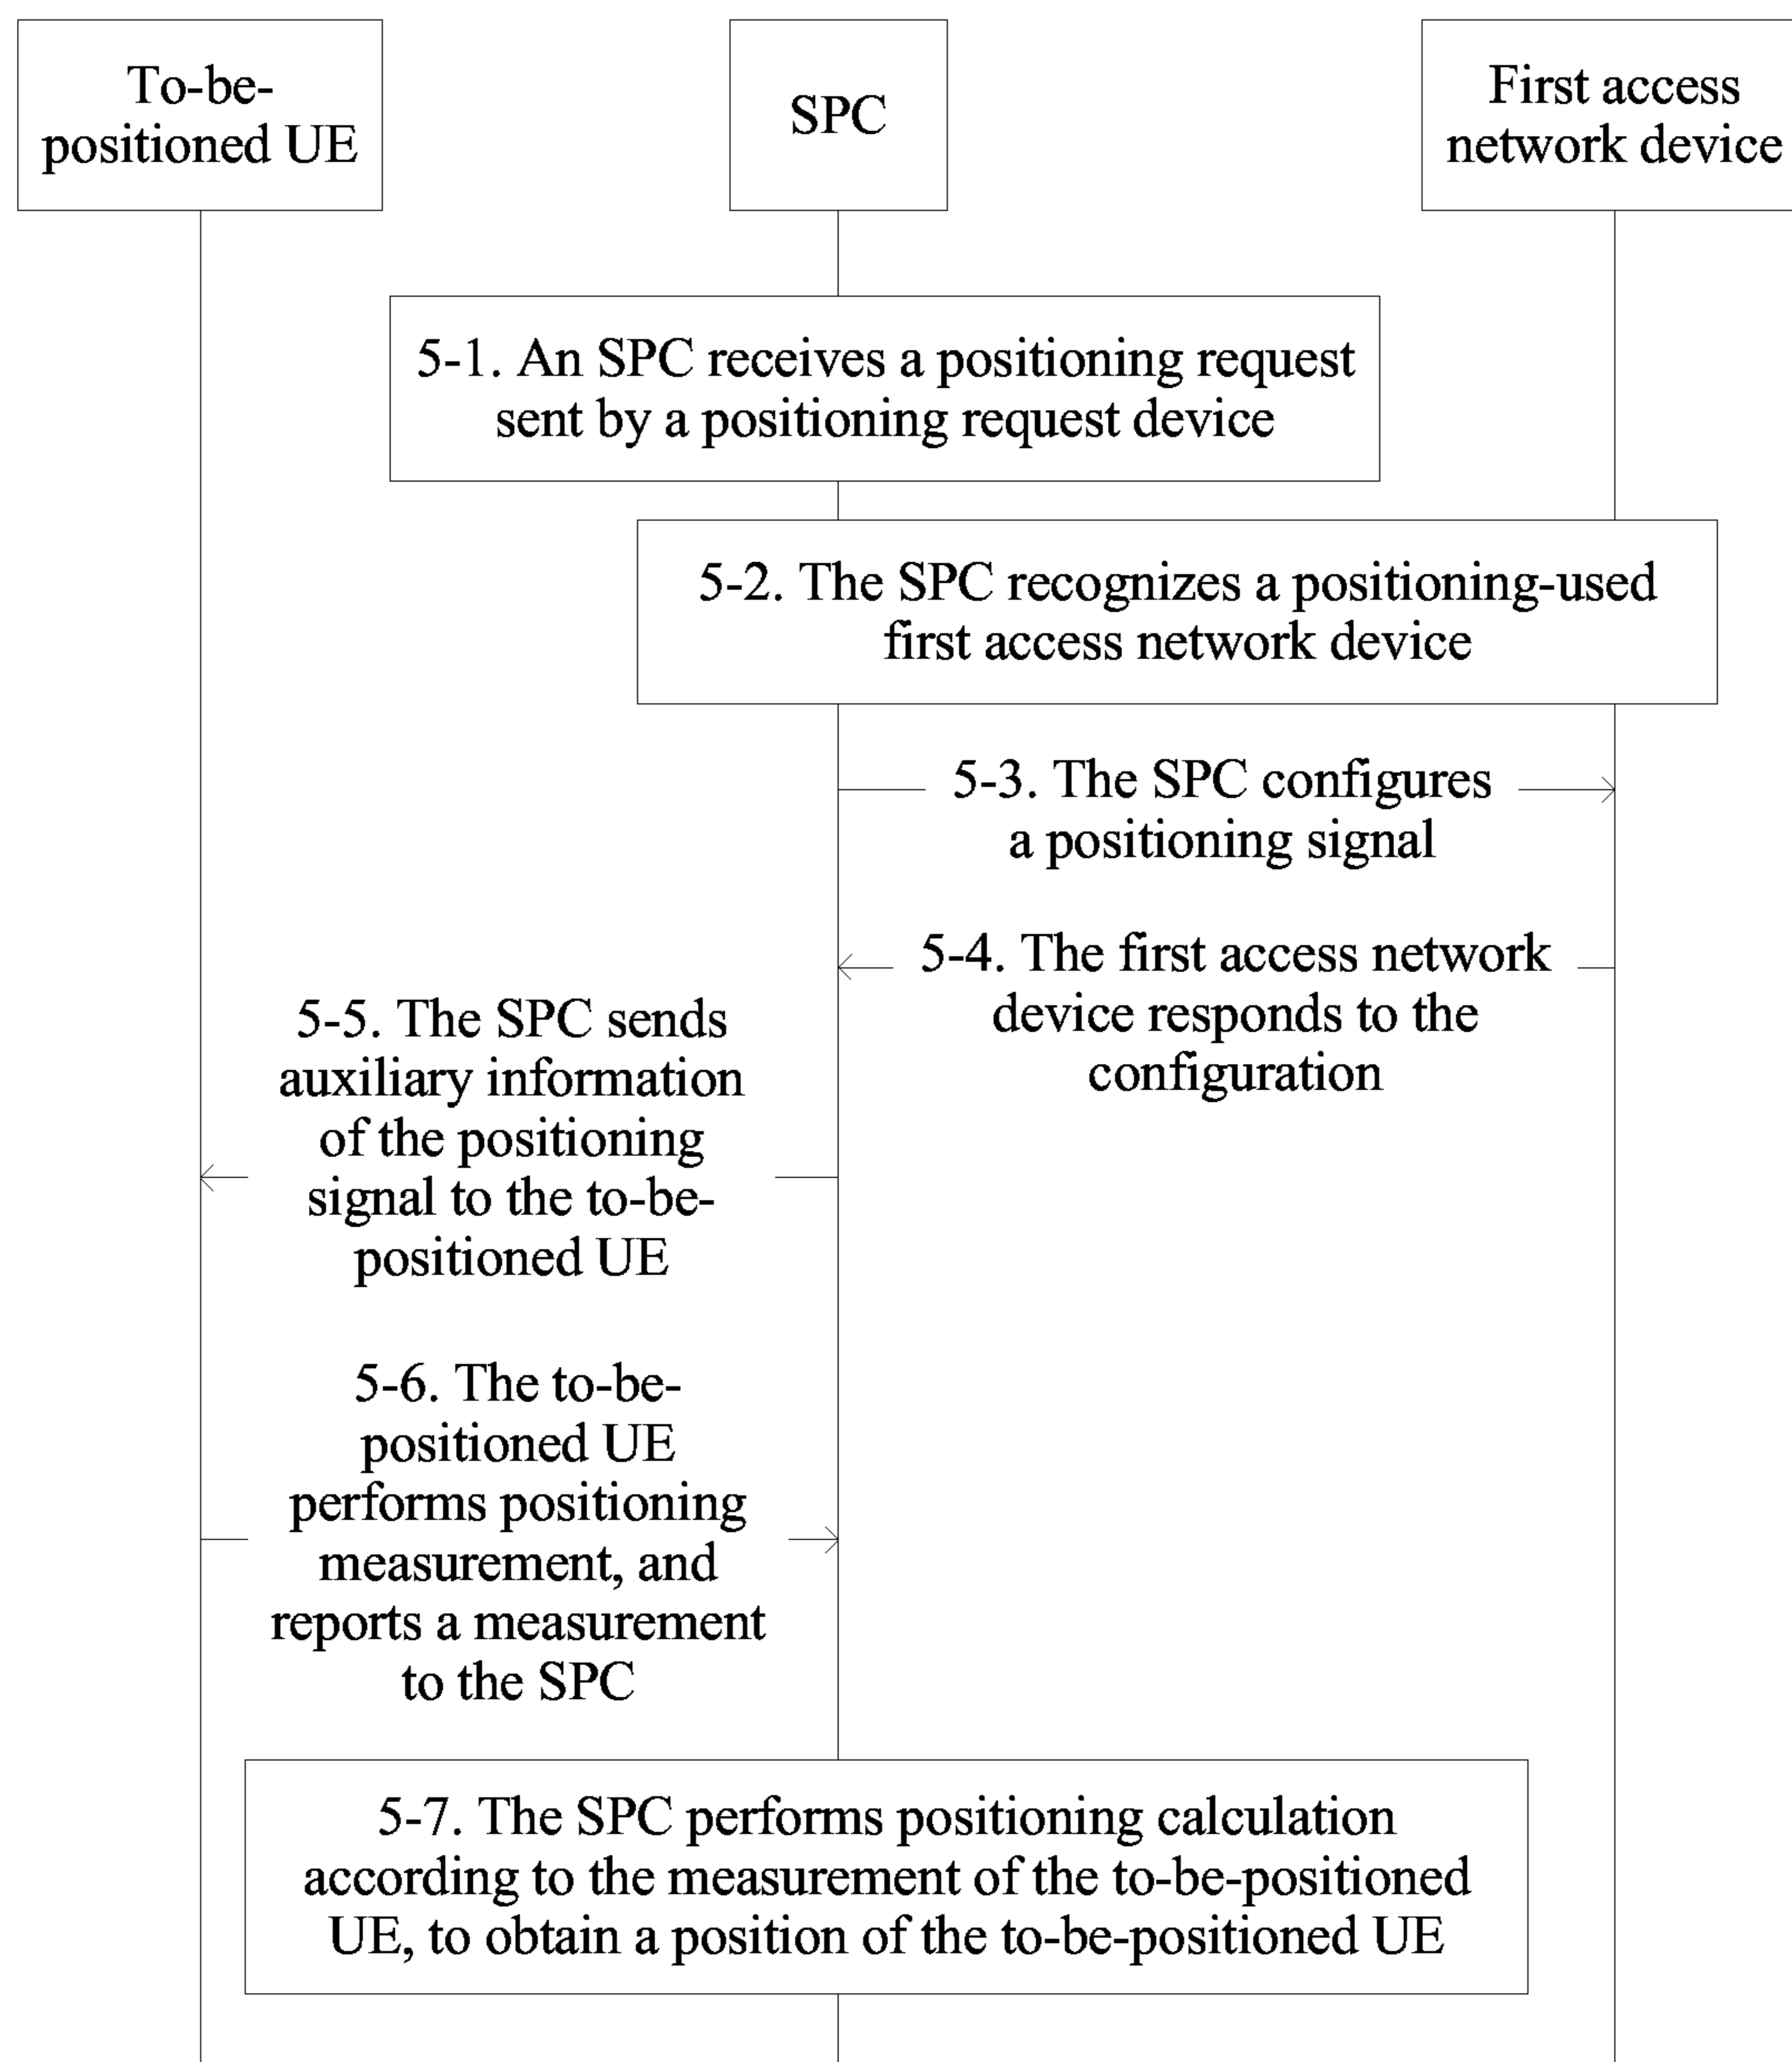 To-be-
positioned UE
SPC
First access
network device
5-1. An SPC receives a positioning request
sent by a positioning request device
5-2. The SPC recognizes a positioning-used
first access network device
5-3. The SPC configures
a positioning signal
5-4. The first access network
device responds to the
configuration
5-5. The SPC sends
auxiliary information
of the positioning
signal to the to-be-
positioned UE
5-6. The to-be-
positioned UE
performs positioning
measurement, and
reports a measurement
to the SPC
5-7. The SPC performs positioning calculation
according to the measurement of the to-be-positioned
UE, to obtain a position of the to-be-positioned UE